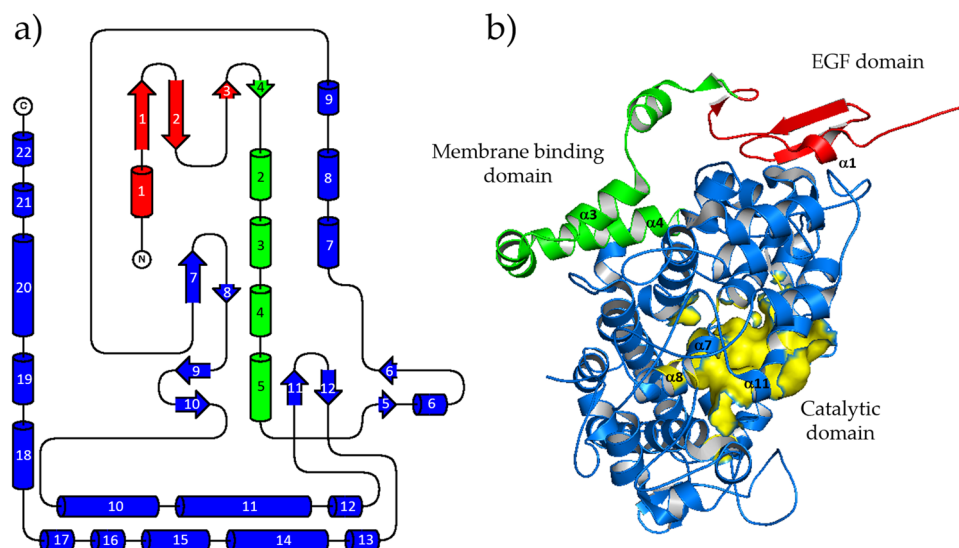 a)
b)
EGF domain
Membrane binding
domain
Catalytic
domain
α1
α3
α4
α7
α8
α11
C
N
1
2
3
4
1
2
3
4
5
9
8
7
7
8
9
10
11
12
6
5
6
22
21
20
19
18
10
11
12
17
16
15
14
13